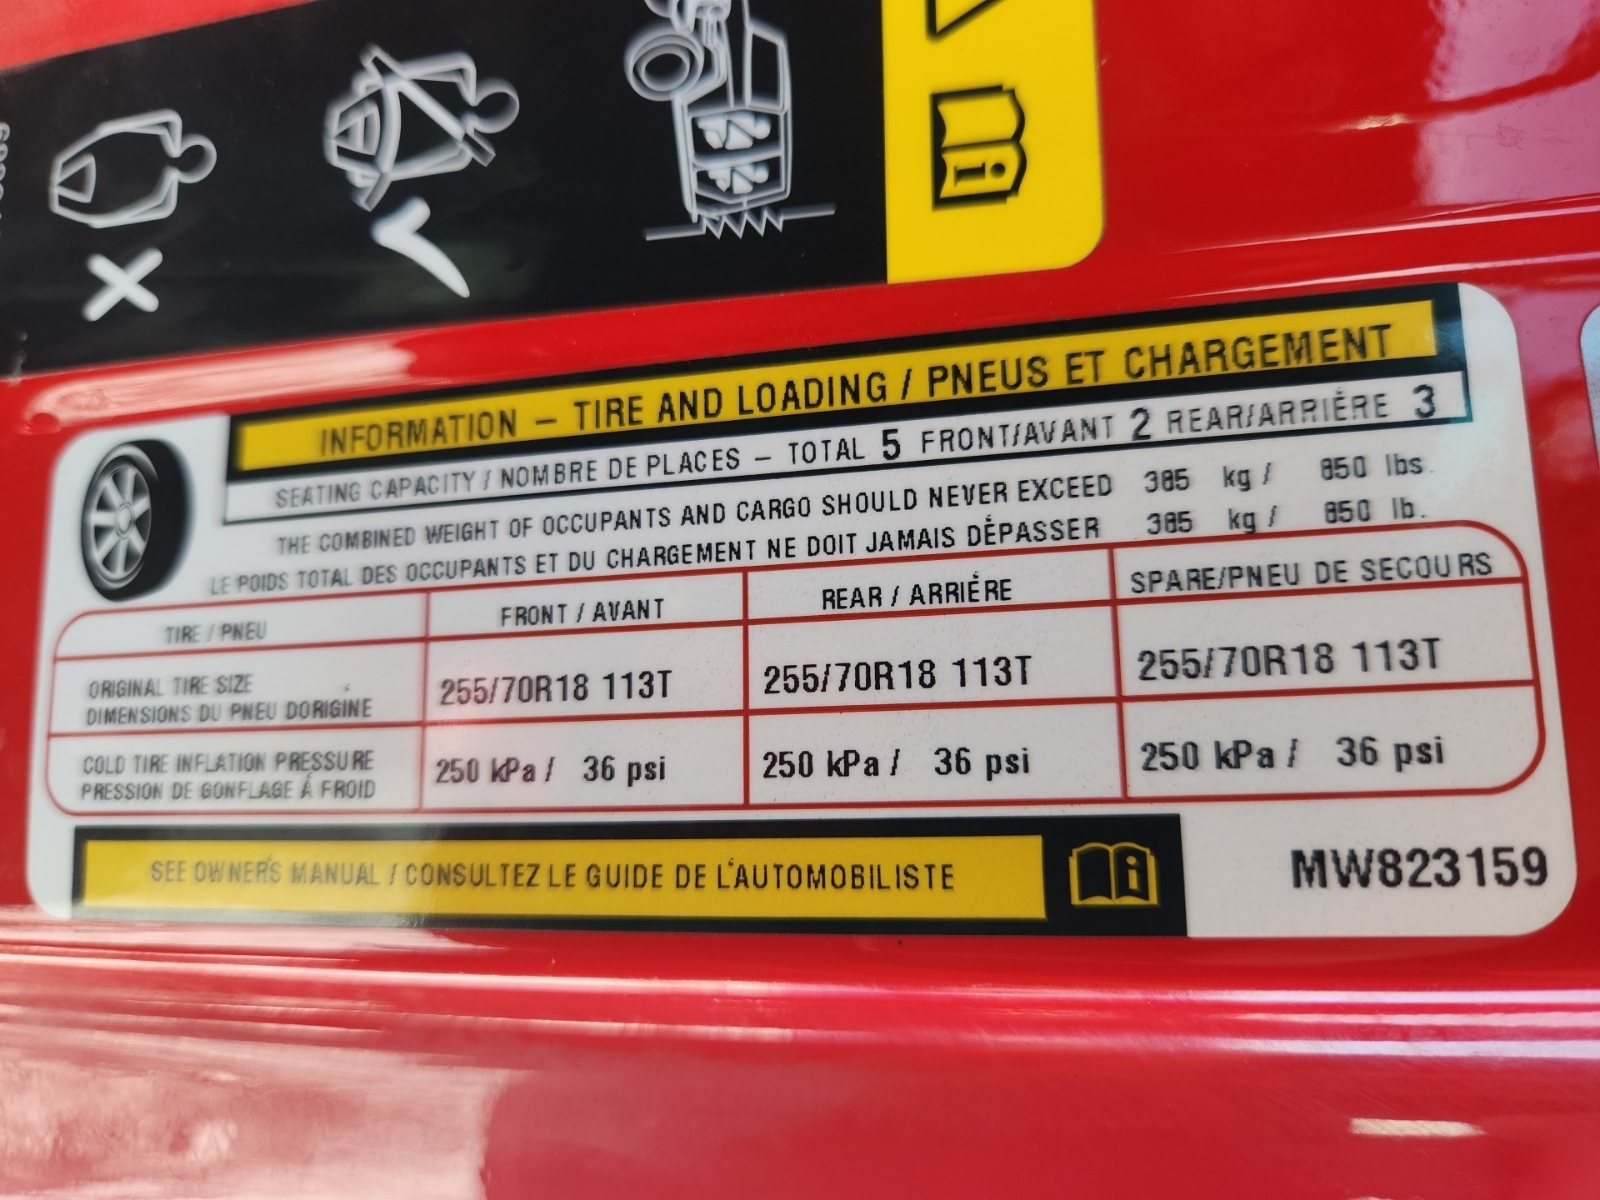 INFORMATION – TIRE AND LOADING / PNEUS ET CHARGEMENT
SEATING CAPACITY / NOMBRE DE PLACES – TOTAL 5 FRONT/AVANT 2 REAR/ARRIÈRE 3
THE COMBINED WEIGHT OF OCCUPANTS AND CARGO SHOULD NEVER EXCEED 385 kg / 850 lbs.
LE POIDS TOTAL DES OCCUPANTS ET DU CHARGEMENT NE DOIT JAMAIS DÉPASSER 385 kg / 850 lb.
TIRE / PNEU FRONT / AVANT REAR / ARRIÉRE SPARE/PNEU DE SECOURS
ORIGINAL TIRE SIZE
DIMENSIONS DU PNEU DORIGINE
255/70R18 113T 255/70R18 113T 255/70R18 113T
COLD TIRE INFLATION PRESSURE
PRESSION DE GONFLAGE Á FROID
250 kPa / 36 psi 250 kPa / 36 psi 250 kPa / 36 psi
SEE OWNER'S MANUAL / CONSULTEZ LE GUIDE DE L'AUTOMOBILISTE
MW823159